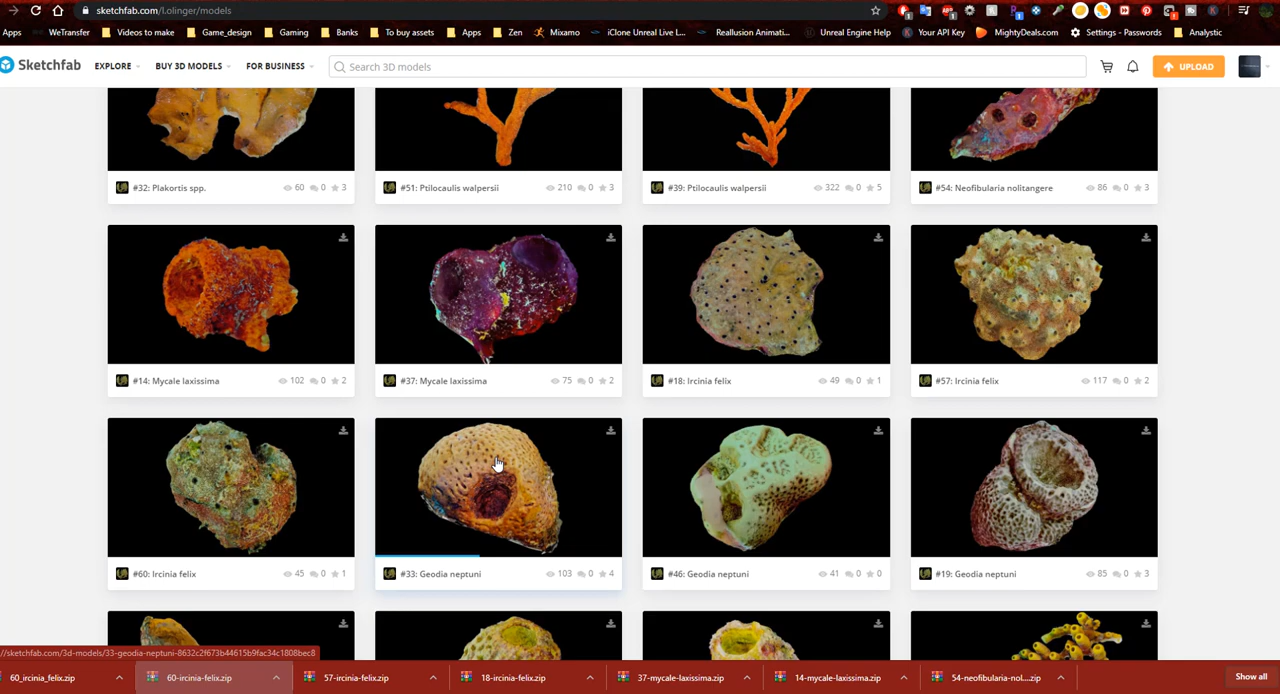 sketchfab.com/l.olinger/models
Apps WeTransfer Videos to make Game_design Gaming Banks To buy assets Apps Zen Mixamo iClone Unreal Live L... Reallusion Animati... Unreal Engine Help Your API Key MightyDeals.com Settings - Passwords Analystic
Sketchfab EXPLORE BUY 3D MODELS FOR BUSINESS Search 3D models UPLOAD
#32: Plakortis spp. 60 0 3 #51: Ptilocaulis walpersii 210 0 3 #39: Ptilocaulis walpersii 322 0 5 #54: Neofibularia nolitangere 86 0 3
#14: Mycale laxissima 102 0 2 #37: Mycale laxissima 75 0 2 #18: Ircinia felix 49 0 1 #57: Ircinia felix 117 0 2
#60: Ircinia felix 45 0 1 #33: Geodia neptuni 103 0 4 #46: Geodia neptuni 41 0 0 #19: Geodia neptuni 85 0 3
//sketchfab.com/3d-models/33-geodia-neptuni-8632c2f673b44615b9fac34c1808bec8
60_ircinia_felix.zip 60-ircinia-felix.zip 57-ircinia-felix.zip 18-ircinia-felix.zip 37-mycale-laxissima.zip 14-mycale-laxissima.zip 54-neofibularia-nol....zip Show all